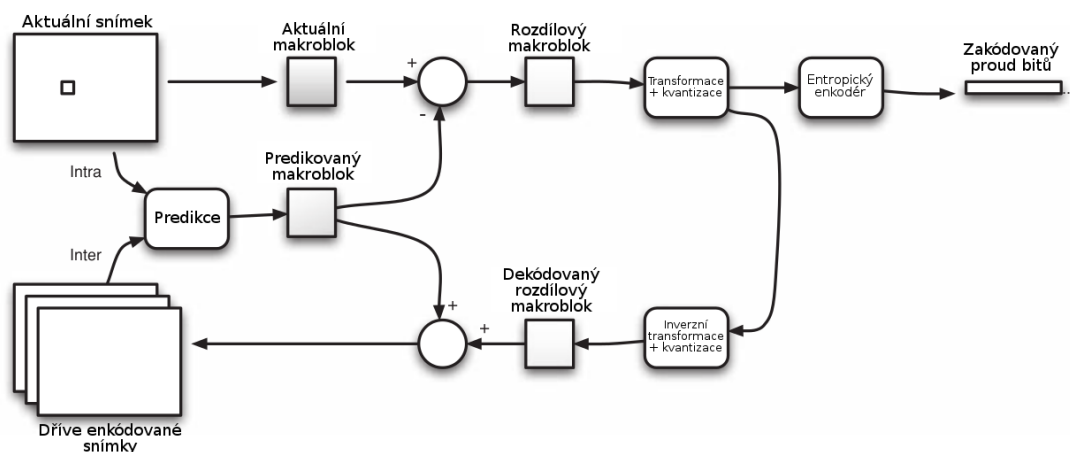 Aktuální snímek
Aktuální
makroblok
Rozdílový
makroblok
Zakódovaný
proud bitů
+
-
Transformace
+ kvantizace
Entropický
enkodér
...
Intra
Predikovaný
makroblok
Predikce
Inter
Dekódovaný
rozdílový
makroblok
+
+
Inverzní
transformace
+ kvantizace
Dříve enkódované
snímky